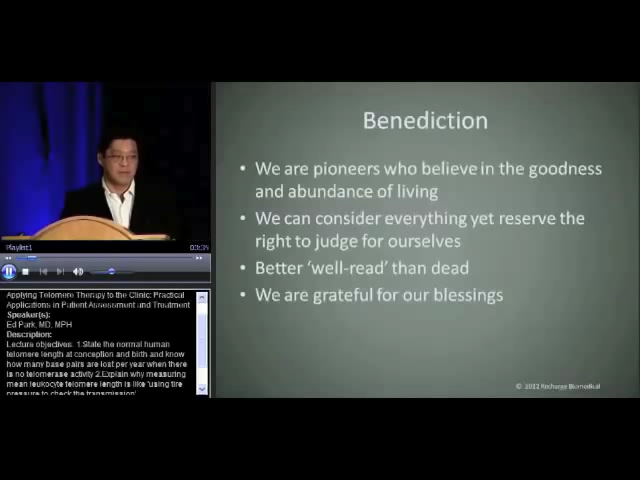 Benediction
• We are pioneers who believe in the goodness
and abundance of living
• We can consider everything yet reserve the
right to judge for ourselves
• Better 'well-read' than dead
• We are grateful for our blessings
© 2012 Recharge Biomedical
Playlist1
Applying Telomere Therapy to the Clinic: Practical
Applications in Patient Assessment and Treatment
Speaker(s):
Ed Park, MD, MPH
Description:
Lecture objectives: 1.State the normal human
telomere length at conception and birth and know
how many base pairs are lost per year when there
is no telomerase activity 2.Explain why measuring
mean leukocyte telomere length is like 'using tire
pressure to check the transmission'